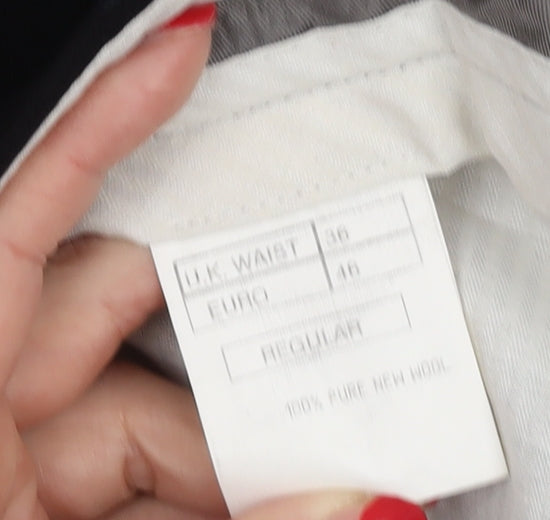 U.K. WAIST 36
EURO 46
REGULAR
100% PURE NEW WOOL